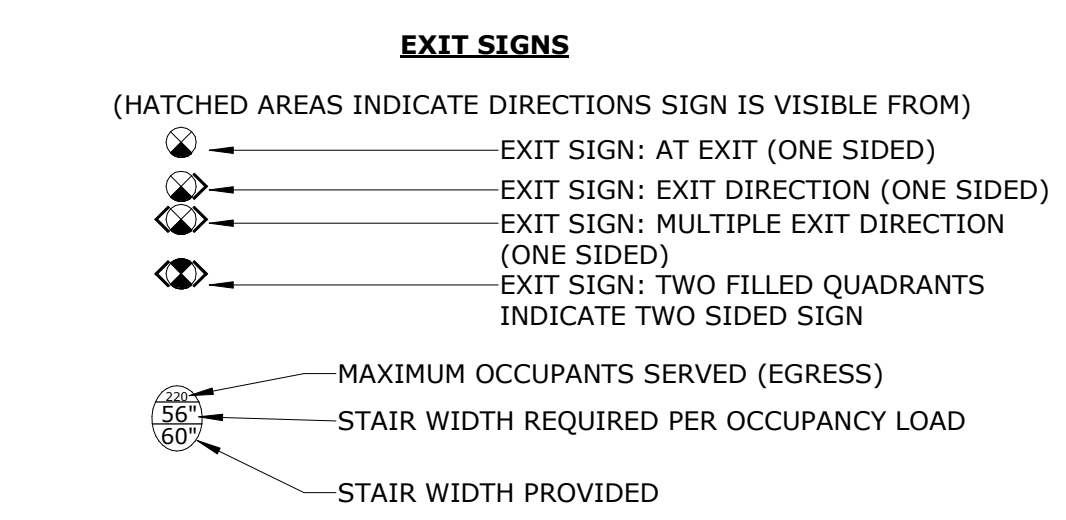 EXIT SIGNS
(HATCHED AREAS INDICATE DIRECTIONS SIGN IS VISIBLE FROM)
EXIT SIGN: AT EXIT (ONE SIDED)
EXIT SIGN: EXIT DIRECTION (ONE SIDED)
EXIT SIGN: MULTIPLE EXIT DIRECTION
(ONE SIDED)
EXIT SIGN: TWO FILLED QUADRANTS
INDICATE TWO SIDED SIGN
MAXIMUM OCCUPANTS SERVED (EGRESS)
220
56"
STAIR WIDTH REQUIRED PER OCCUPANCY LOAD
60"
STAIR WIDTH PROVIDED